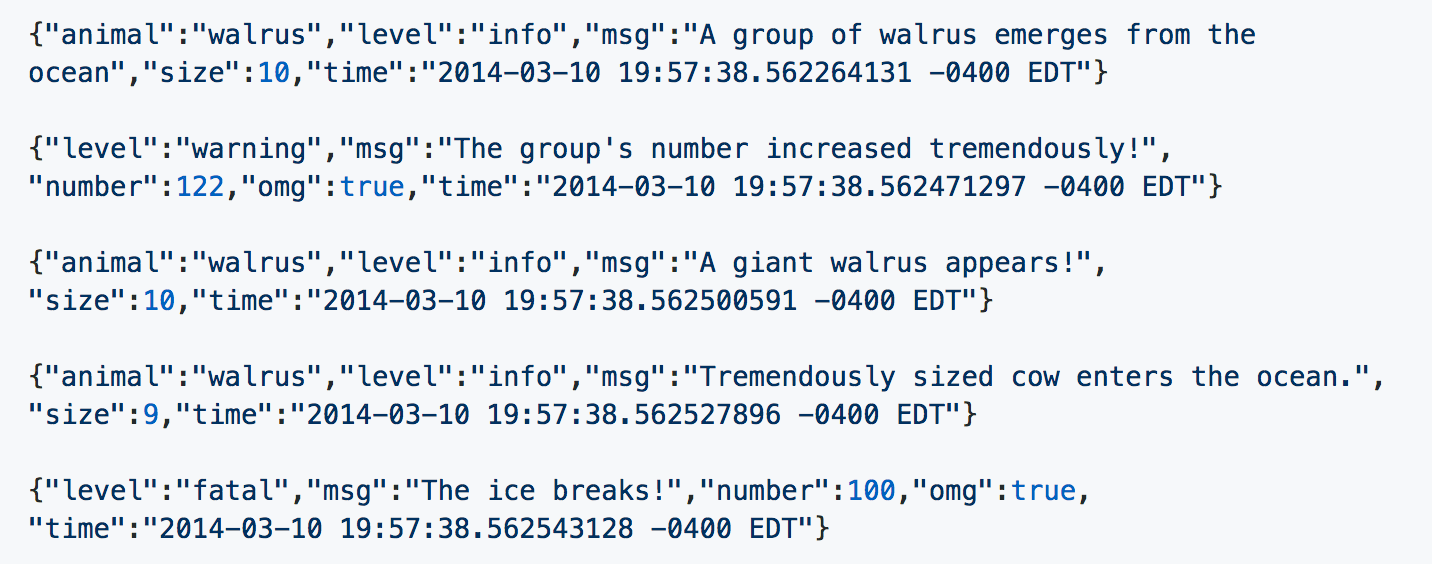 {"animal":"walrus","level":"info","msg":"A group of walrus emerges from the
ocean","size":10,"time":"2014-03-10 19:57:38.562264131 -0400 EDT"}
{"level":"warning","msg":"The group's number increased tremendously!",
"number":122,"omg":true,"time":"2014-03-10 19:57:38.562471297 -0400 EDT"}
{"animal":"walrus","level":"info","msg":"A giant walrus appears!",
"size":10,"time":"2014-03-10 19:57:38.562500591 -0400 EDT"}
{"animal":"walrus","level":"info","msg":"Tremendously sized cow enters the ocean.",
"size":9,"time":"2014-03-10 19:57:38.562527896 -0400 EDT"}
{"level":"fatal","msg":"The ice breaks!","number":100,"omg":true,
"time":"2014-03-10 19:57:38.562543128 -0400 EDT"}